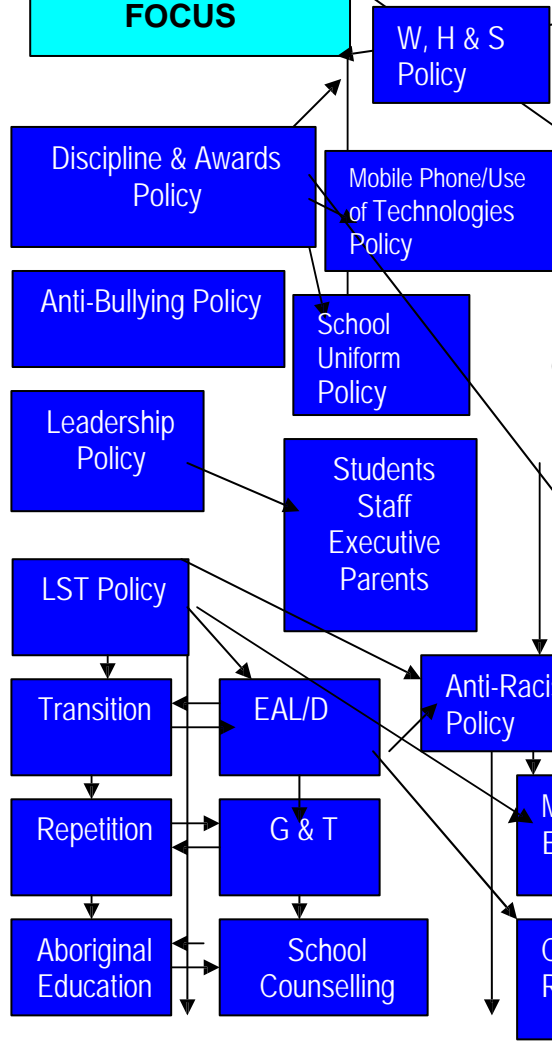 FOCUS
W, H & S
Policy
Discipline & Awards
Policy
Mobile Phone/Use
of Technologies
Policy
Anti-Bullying Policy
School
Uniform
Policy
Leadership
Policy
Students
Staff
Executive
Parents
LST Policy
Transition
EAL/D
Policy
Repetition
G & T
Aboriginal
Education
School
Counselling